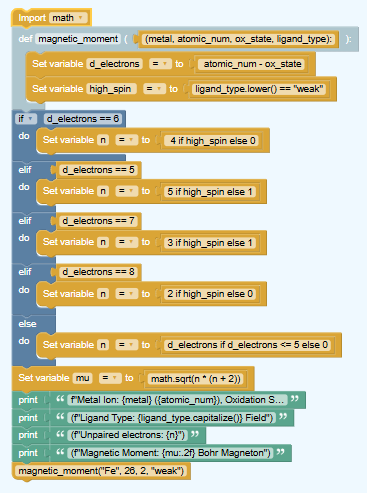 Import math
def magnetic_moment ( (metal, atomic_num, ox_state, ligand_type): ):
Set variable d_electrons = to atomic_num - ox_state
Set variable high_spin = to ligand_type.lower() == "weak"
if d_electrons == 6
do Set variable n = to 4 if high_spin else 0
elif d_electrons == 5
do Set variable n = to 5 if high_spin else 1
elif d_electrons == 7
do Set variable n = to 3 if high_spin else 1
elif d_electrons == 8
do Set variable n = to 2 if high_spin else 0
else
do Set variable n = to d_electrons if d_electrons <= 5 else 0
Set variable mu = to math.sqrt(n * (n + 2))
print “ f"Metal Ion: {metal} ({atomic_num}), Oxidation S... ”
print “ (f"Ligand Type: {ligand_type.capitalize()} Field") ”
print “ (f"Unpaired electrons: {n}") ”
print “ (f"Magnetic Moment: {mu:.2f} Bohr Magneton") ”
magnetic_moment("Fe", 26, 2, "weak")